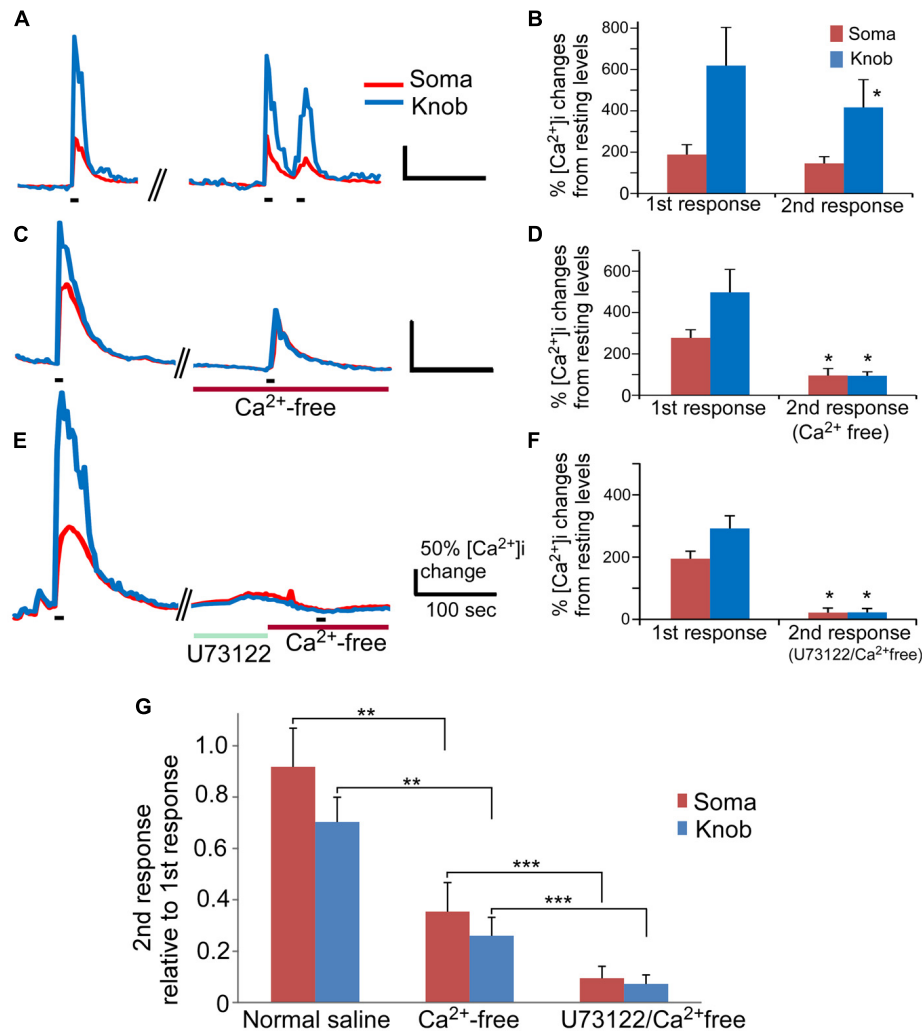 A
Soma
Knob
B
% [Ca2+]i changes
from resting levels
800
600
400
200
0
Soma
Knob
*
1st response
2nd response
C
Ca2+-free
D
% [Ca2+]i changes
from resting levels
600
400
200
0
*
*
1st response
2nd response
(Ca2+ free)
E
50% [Ca2+]i
change
100 sec
U73122
Ca2+-free
F
% [Ca2+]i changes
from resting levels
400
200
0
*
*
1st response
2nd response
(U73122/Ca2+free)
G
2nd response
relative to 1st response
1.0
0.8
0.6
0.4
0.2
0
**
**
***
***
Soma
Knob
Normal saline
Ca2+-free
U73122/Ca2+free